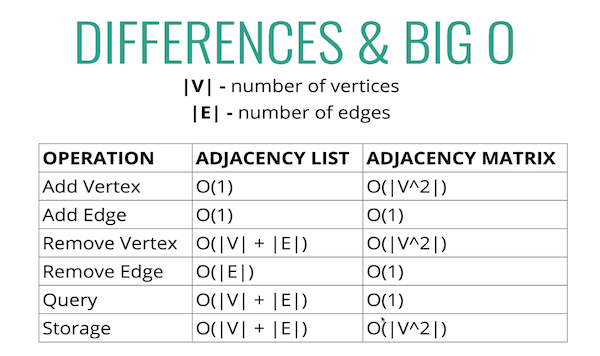 DIFFERENCES & BIG O
|V| - number of vertices
|E| - number of edges
OPERATION ADJACENCY LIST ADJACENCY MATRIX
Add Vertex O(1) O(|V^2|)
Add Edge O(1) O(1)
Remove Vertex O(|V| + |E|) O(|V^2|)
Remove Edge O(|E|) O(1)
Query O(|V| + |E|) O(1)
Storage O(|V| + |E|) O(|V^2|)